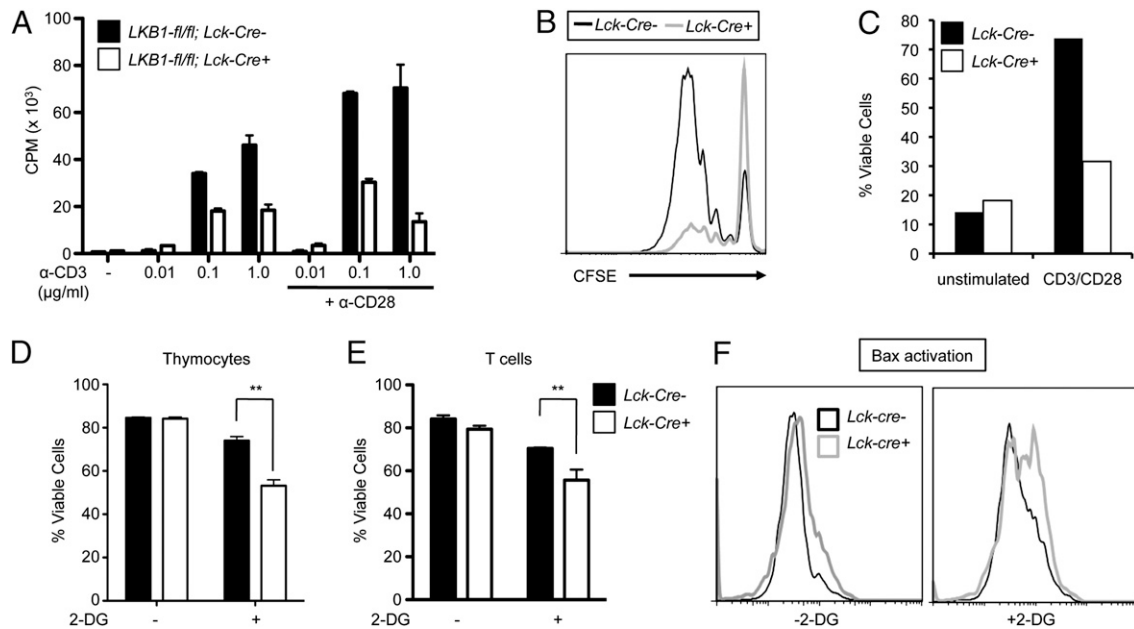 A
LKB1-fl/fl; Lck-Cre-
LKB1-fl/fl; Lck-Cre+
CPM (x 10³)
100
80
60
40
20
0
α-CD3
(µg/ml)
- 0.01 0.1 1.0 0.01 0.1 1.0
+ α-CD28
B
Lck-Cre- Lck-Cre+
CFSE
C
Lck-Cre-
Lck-Cre+
% Viable Cells
80
70
60
50
40
30
20
10
0
unstimulated CD3/CD28
D
Thymocytes
% Viable Cells
100
80
60
40
20
0
**
2-DG - +
E
T cells
% Viable Cells
100
80
60
40
20
0
**
Lck-Cre-
Lck-Cre+
2-DG - +
F
Bax activation
Lck-cre-
Lck-cre+
-2-DG
+2-DG